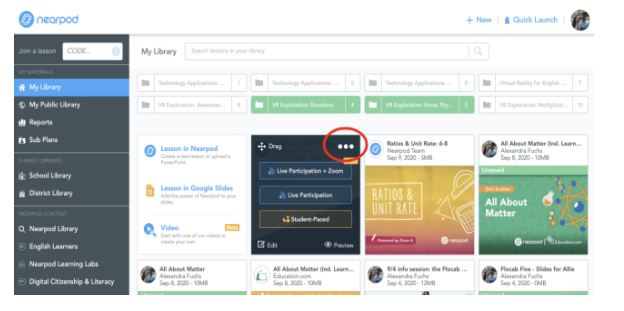 nearpod
+ New
Quick Launch
Join a lesson
CODE...
My Library
Search lessons in your library
MY MATERIALS
My Library
My Public Library
Reports
Sub Plans
SHARED LIBRARIES
School Library
District Library
NEARPOD CONTENT
Nearpod Library
English Learners
Nearpod Learning Labs
Digital Citizenship & Literacy
Technology Applications: ... 1
Technology Applications: ... 0
Technology Applications: ... 0
Virtual Reality for English ... 7
VR Exploration: Awarenes... 8
VR Exploration: Emotions 4
VR Exploration: Know Thy... 5
VR Exploration: Multiplicat... 10
Lesson in Nearpod
Create a new lesson or upload a
PowerPoint.
Lesson in Google Slides
Add the power of Nearpod to your
slides.
Video
Beta
Start with one of our videos or
create your own.
Drag
Live Participation + Zoom
Live Participation
Student-Paced
Edit
Preview
Ratios & Unit Rate: 6-8
Nearpod Team
Sep 9, 2020 - 5MB
RATIOS &
UNIT RATE
Powered by Draw It
nearpod
All About Matter (Ind. Learn...
Alexandra Fuchs
Sep 8, 2020 - 10MB
Unsaved
Skill Builder
All About
Matter
nearpod
Education.com
All About Matter
Alexandra Fuchs
Sep 8, 2020 - 10MB
All About Matter (Ind. Learn...
Education.com
Sep 8, 2020 - 10MB
9/4 info session: the Flocab ...
Alexandra Fuchs
Sep 4, 2020 - 12MB
Flocab Five - Slides for Allie
Alexandra Fuchs
Sep 4, 2020 - 0MB